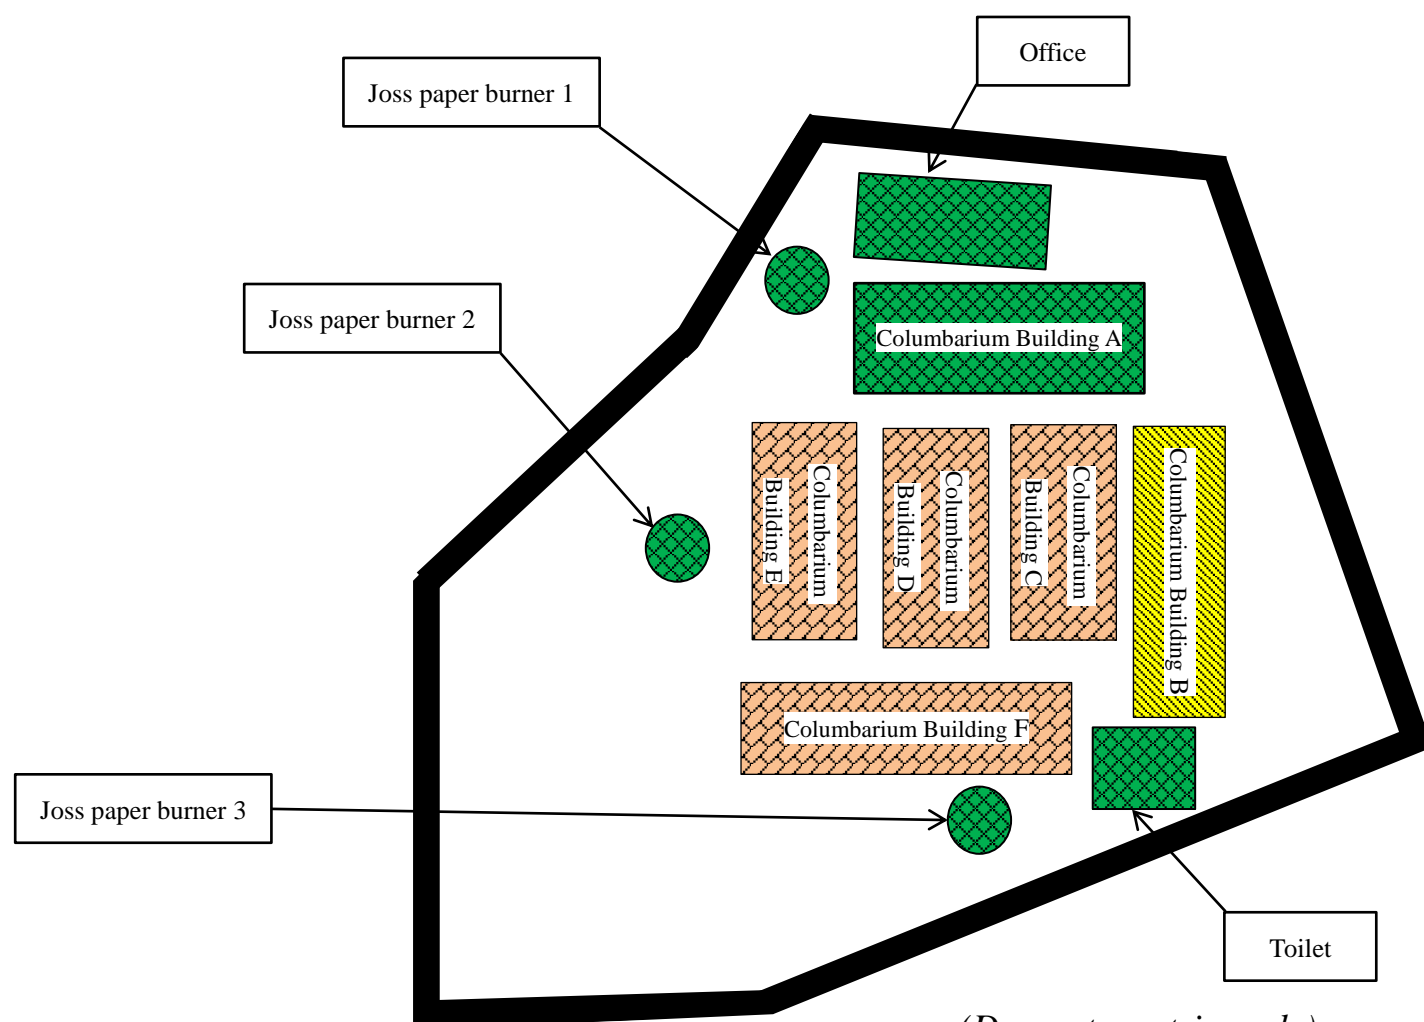 Office
Joss paper burner 1
Joss paper burner 2
Columbarium Building A
Columbarium
Building E
Columbarium
Building D
Columbarium
Building C
Columbarium Building B
Columbarium Building F
Joss paper burner 3
Toilet